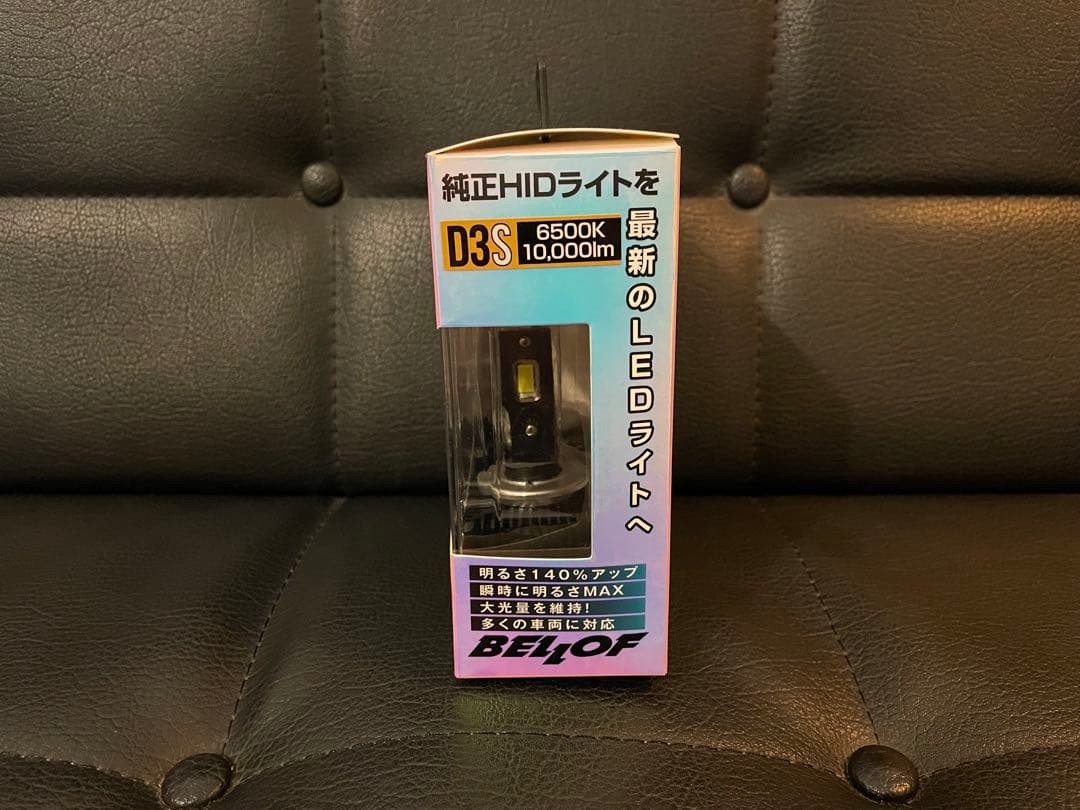 純正HIDライトを
最新のLEDライトへ
D3S
6500K
10,000lm
明るさ140%アップ
瞬時に明るさMAX
大光量を維持!
多くの車両に対応
BELLOF